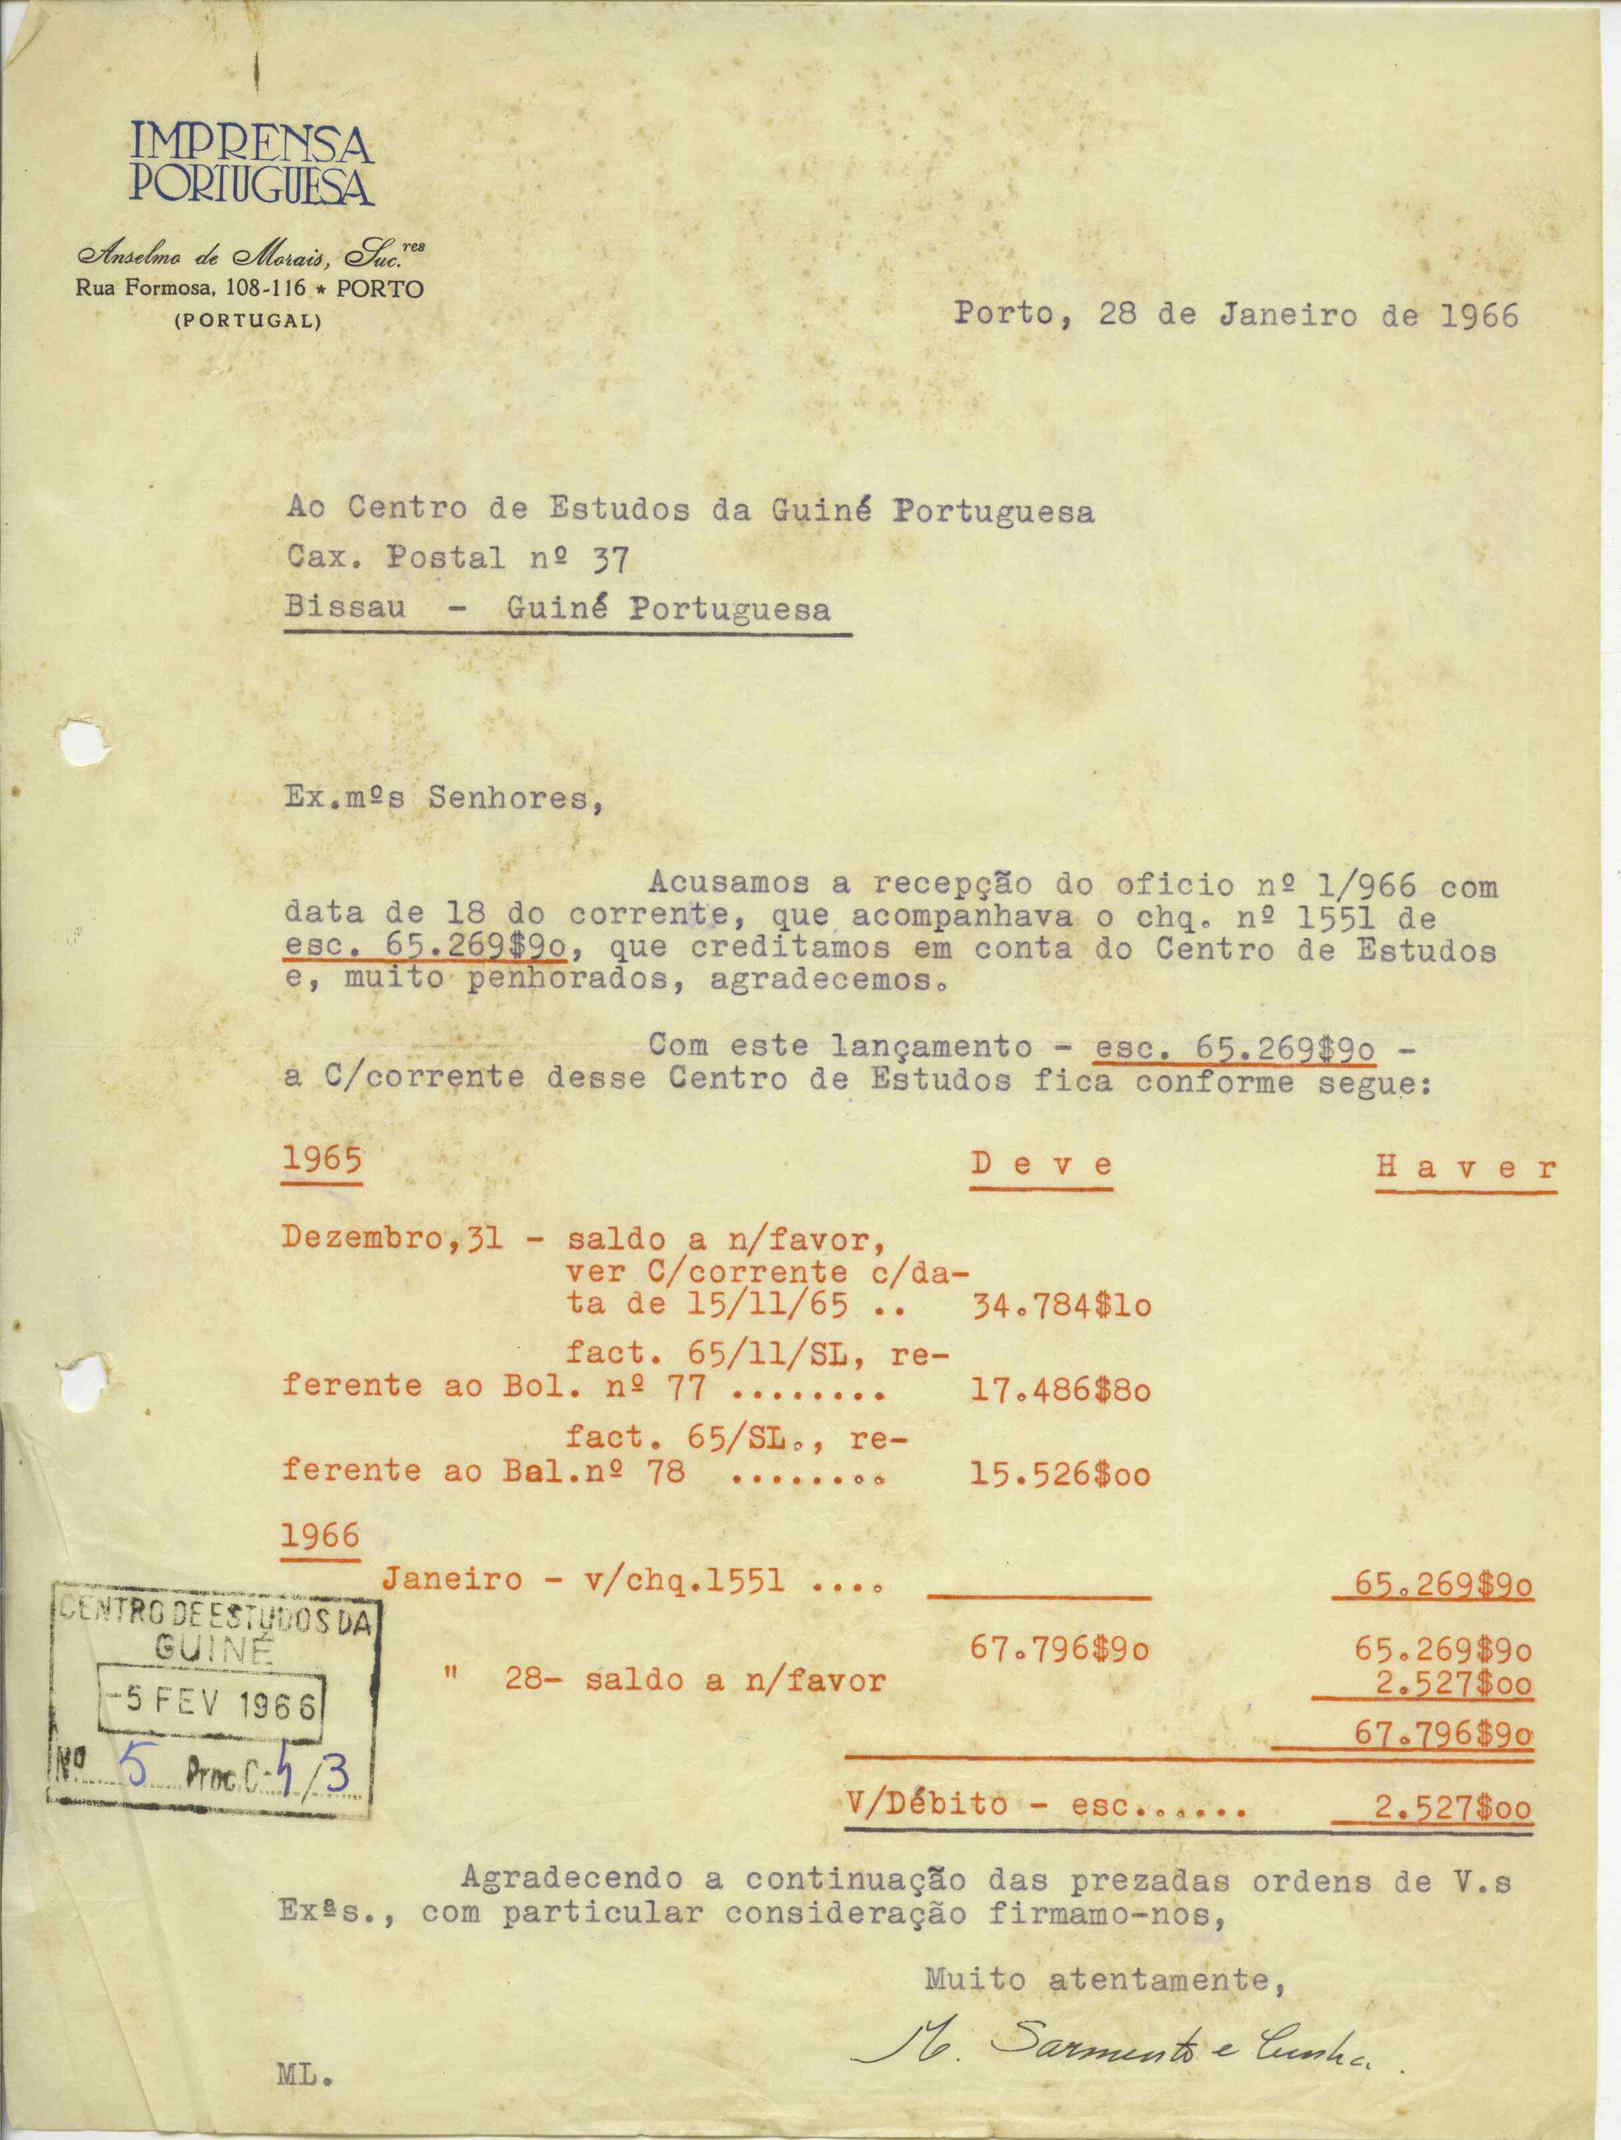 IMPRENSA
PORTUGUESA
Anselmo de Morais, Suc.res
Rua Formosa, 108-116 * PORTO
(PORTUGAL)
Porto, 28 de Janeiro de 1966
Ao Centro de Estudos da Guiné Portuguesa
Cax. Postal nº 37
Bissau - Guiné Portuguesa
Ex.mºs Senhores,
Acusamos a recepção do oficio nº 1/966 com
data de 18 do corrente, que acompanhava o chq. nº 1551 de
esc. 65.269$9o, que creditamos em conta do Centro de Estudos
e, muito penhorados, agradecemos.
Com este lançamento - esc. 65.269$9o -
a C/corrente desse Centro de Estudos fica conforme segue:
1965 D e v e H a v e r
Dezembro,31 - saldo a n/favor,
ver C/corrente c/da-
ta de 15/11/65 .. 34.784$1o
fact. 65/11/SL, re-
ferente ao Bol. nº 77 ........ 17.486$8o
fact. 65/SL., re-
ferente ao Bal.nº 78 ........ 15.526$oo
1966
Janeiro - v/chq.1551 .... 65.269$9o
67.796$9o 65.269$9o
" 28- saldo a n/favor 2.527$oo
67.796$9o
V/Débito - esc...... 2.527$oo
CENTRO DE ESTUDOS DA
GUINÉ
-5 FEV 1966
Nº 5 Proc. C-4/3
Agradecendo a continuação das prezadas ordens de V.s
Exªs., com particular consideração firmamo-nos,
Muito atentamente,
M. Sarmento e Cunha.
ML.